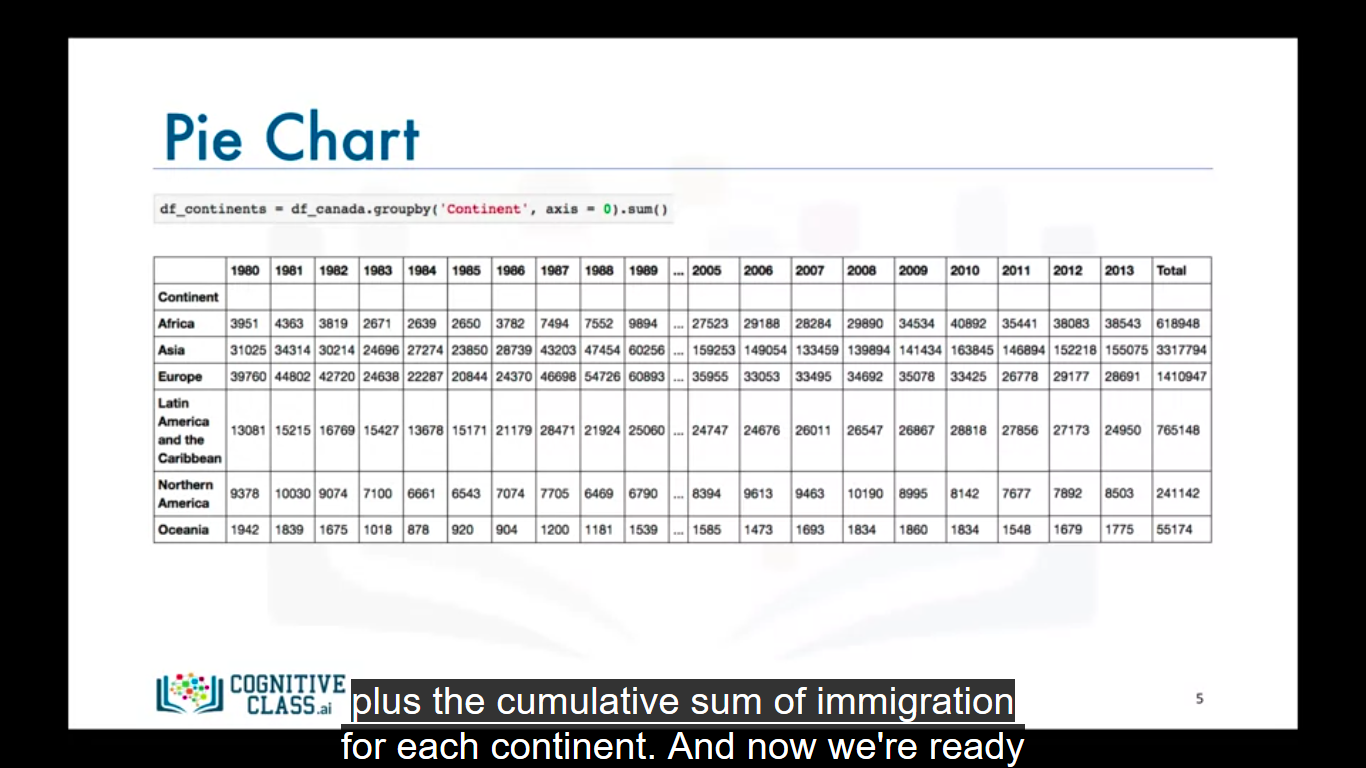 Pie Chart
df_continents = df_canada.groupby('Continent', axis = 0).sum()
1980 1981 1982 1983 1984 1985 1986 1987 1988 1989 ... 2005 2006 2007 2008 2009 2010 2011 2012 2013 Total
Continent
Africa 3951 4363 3819 2671 2639 2650 3782 7494 7552 9894 ... 27523 29188 28284 29890 34534 40892 35441 38083 38543 618948
Asia 31025 34314 30214 24696 27274 23850 28739 43203 47454 60256 ... 159253 149054 133459 139894 141434 163845 146894 152218 155075 3317794
Europe 39760 44802 42720 24638 22287 20844 24370 46698 54726 60893 ... 35955 33053 33495 34692 35078 33425 26778 29177 28691 1410947
Latin
America
and the
Caribbean
13081 15215 16769 15427 13678 15171 21179 28471 21924 25060 ... 24747 24676 26011 26547 26867 28818 27856 27173 24950 765148
Northern
America
9378 10030 9074 7100 6661 6543 7074 7705 6469 6790 ... 8394 9613 9463 10190 8995 8142 7677 7892 8503 241142
Oceania 1942 1839 1675 1018 878 920 904 1200 1181 1539 ... 1585 1473 1693 1834 1860 1834 1548 1679 1775 55174
COGNITIVE
CLASS.ai
plus the cumulative sum of immigration
for each continent. And now we're ready
5